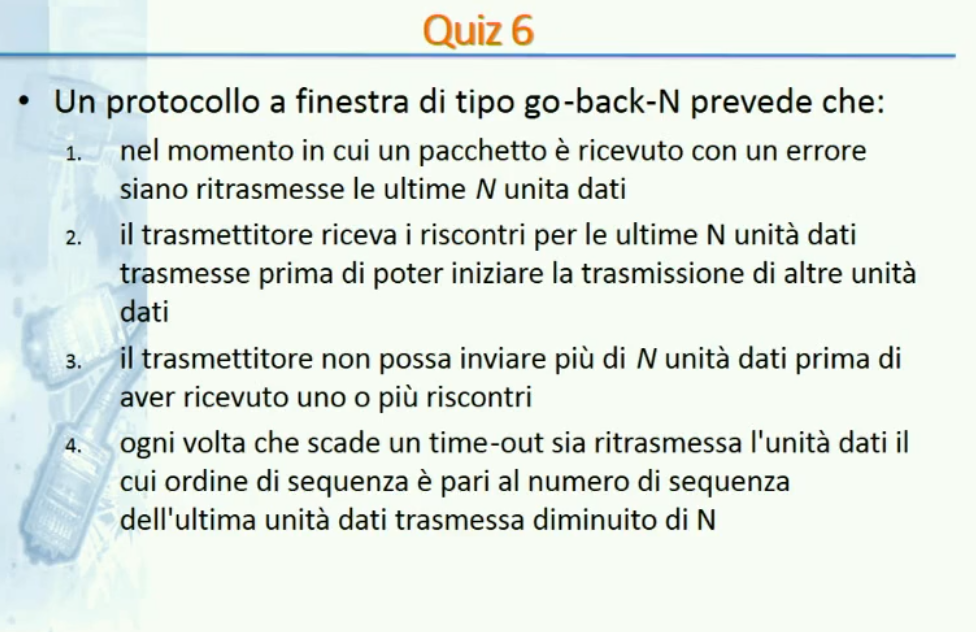 Quiz 6
• Un protocollo a finestra di tipo go-back-N prevede che:
1. nel momento in cui un pacchetto è ricevuto con un errore
siano ritrasmesse le ultime N unita dati
2. il trasmettitore riceva i riscontri per le ultime N unità dati
trasmesse prima di poter iniziare la trasmissione di altre unità
dati
3. il trasmettitore non possa inviare più di N unità dati prima di
aver ricevuto uno o più riscontri
4. ogni volta che scade un time-out sia ritrasmessa l'unità dati il
cui ordine di sequenza è pari al numero di sequenza
dell'ultima unità dati trasmessa diminuito di N